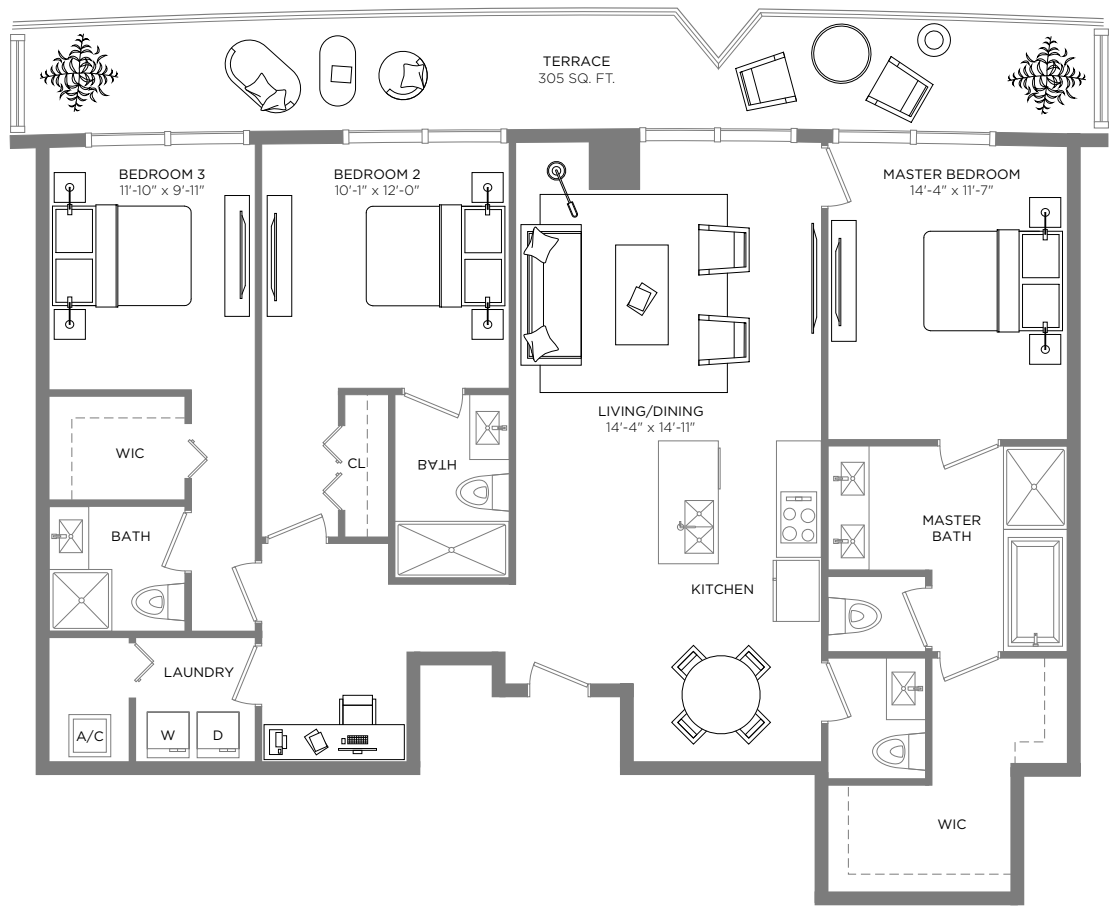 TERRACE
305 SQ. FT.
BEDROOM 3
11'-10" x 9'-11"
BEDROOM 2
10'-1" x 12'-0"
MASTER BEDROOM
14'-4" x 11'-7"
LIVING/DINING
14'-4" x 14'-11"
WIC
CL
BATH
BATH
MASTER
BATH
KITCHEN
LAUNDRY
A/C
W
D
WIC